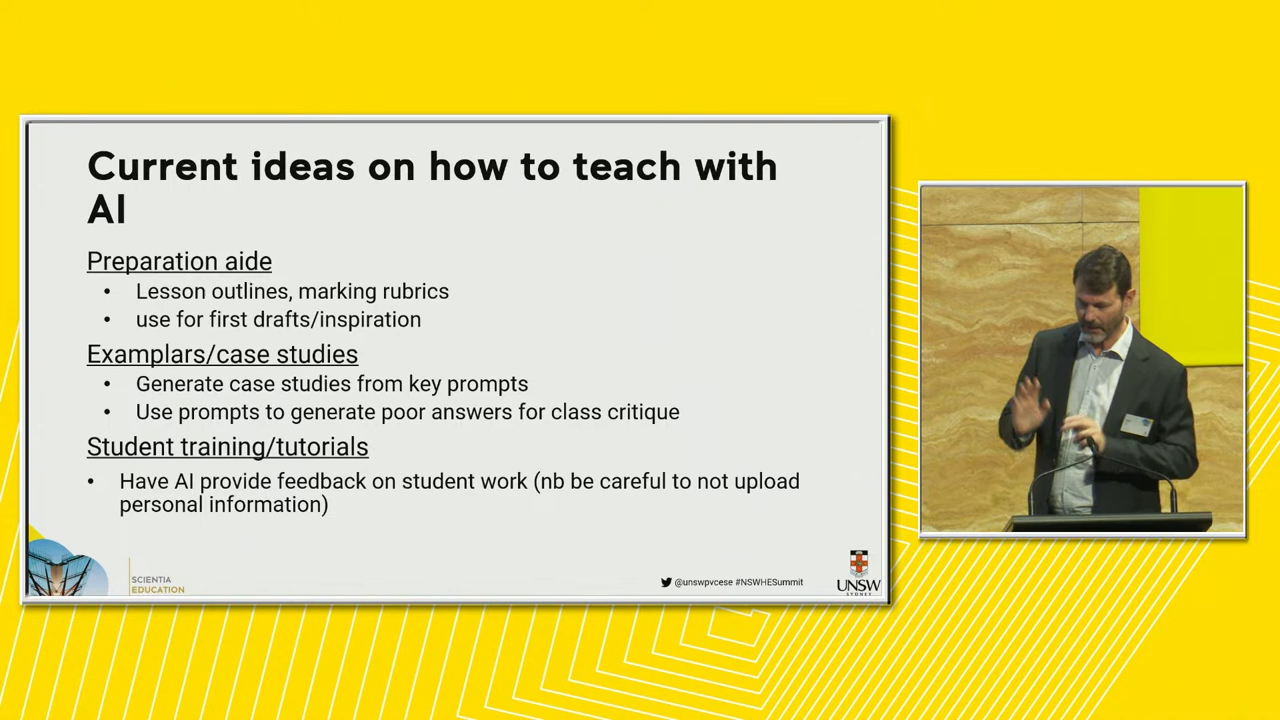 Current ideas on how to teach with
AI
Preparation aide
• Lesson outlines, marking rubrics
• use for first drafts/inspiration
Examplars/case studies
• Generate case studies from key prompts
• Use prompts to generate poor answers for class critique
Student training/tutorials
• Have AI provide feedback on student work (nb be careful to not upload
personal information)
SCIENTIA
EDUCATION
@unswpvcese #NSWHESummit
UNSW
SYDNEY